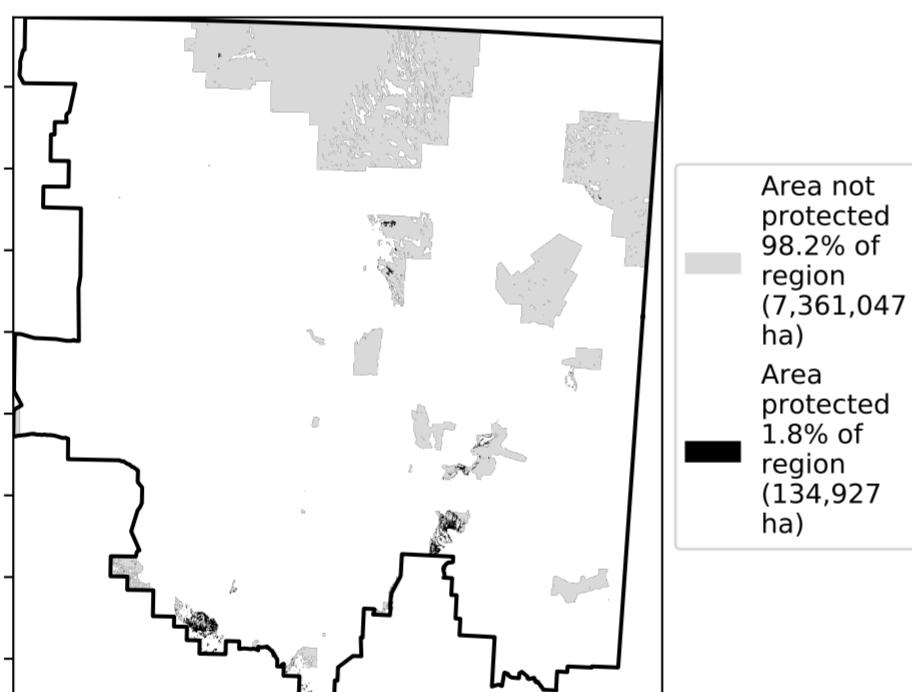 Area not
protected
98.2% of
region
(7,361,047
ha)
Area
protected
1.8% of
region
(134,927
ha)